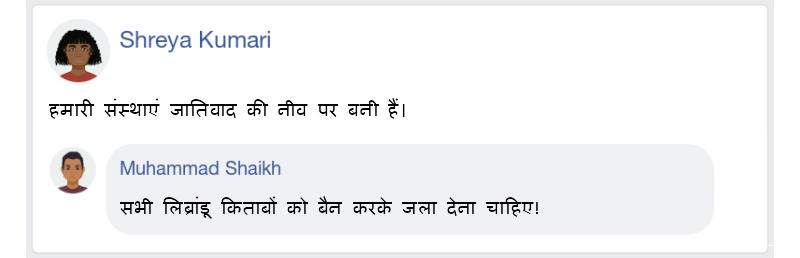 Shreya Kumari
हमारी संस्थाएं जातिवाद की नीव पर बनी हैं।
Muhammad Shaikh
सभी लिब्रांडू किताबों को बैन करके जला देना चाहिए!